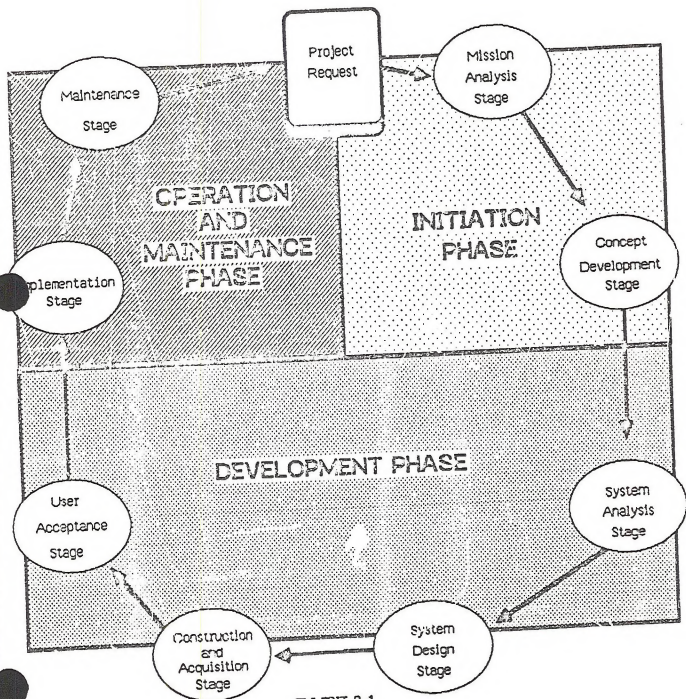 Project
Request
Mission
Analysis
Stage
Maintenance
Stage
OPERATION
AND
MAINTENANCE
PHASE
INITIATION
PHASE
Concept
Development
Stage
plementation
Stage
DEVELOPMENT PHASE
User
Acceptance
Stage
System
Analysis
Stage
Construction
and
Acquisition
Stage
System
Design
Stage